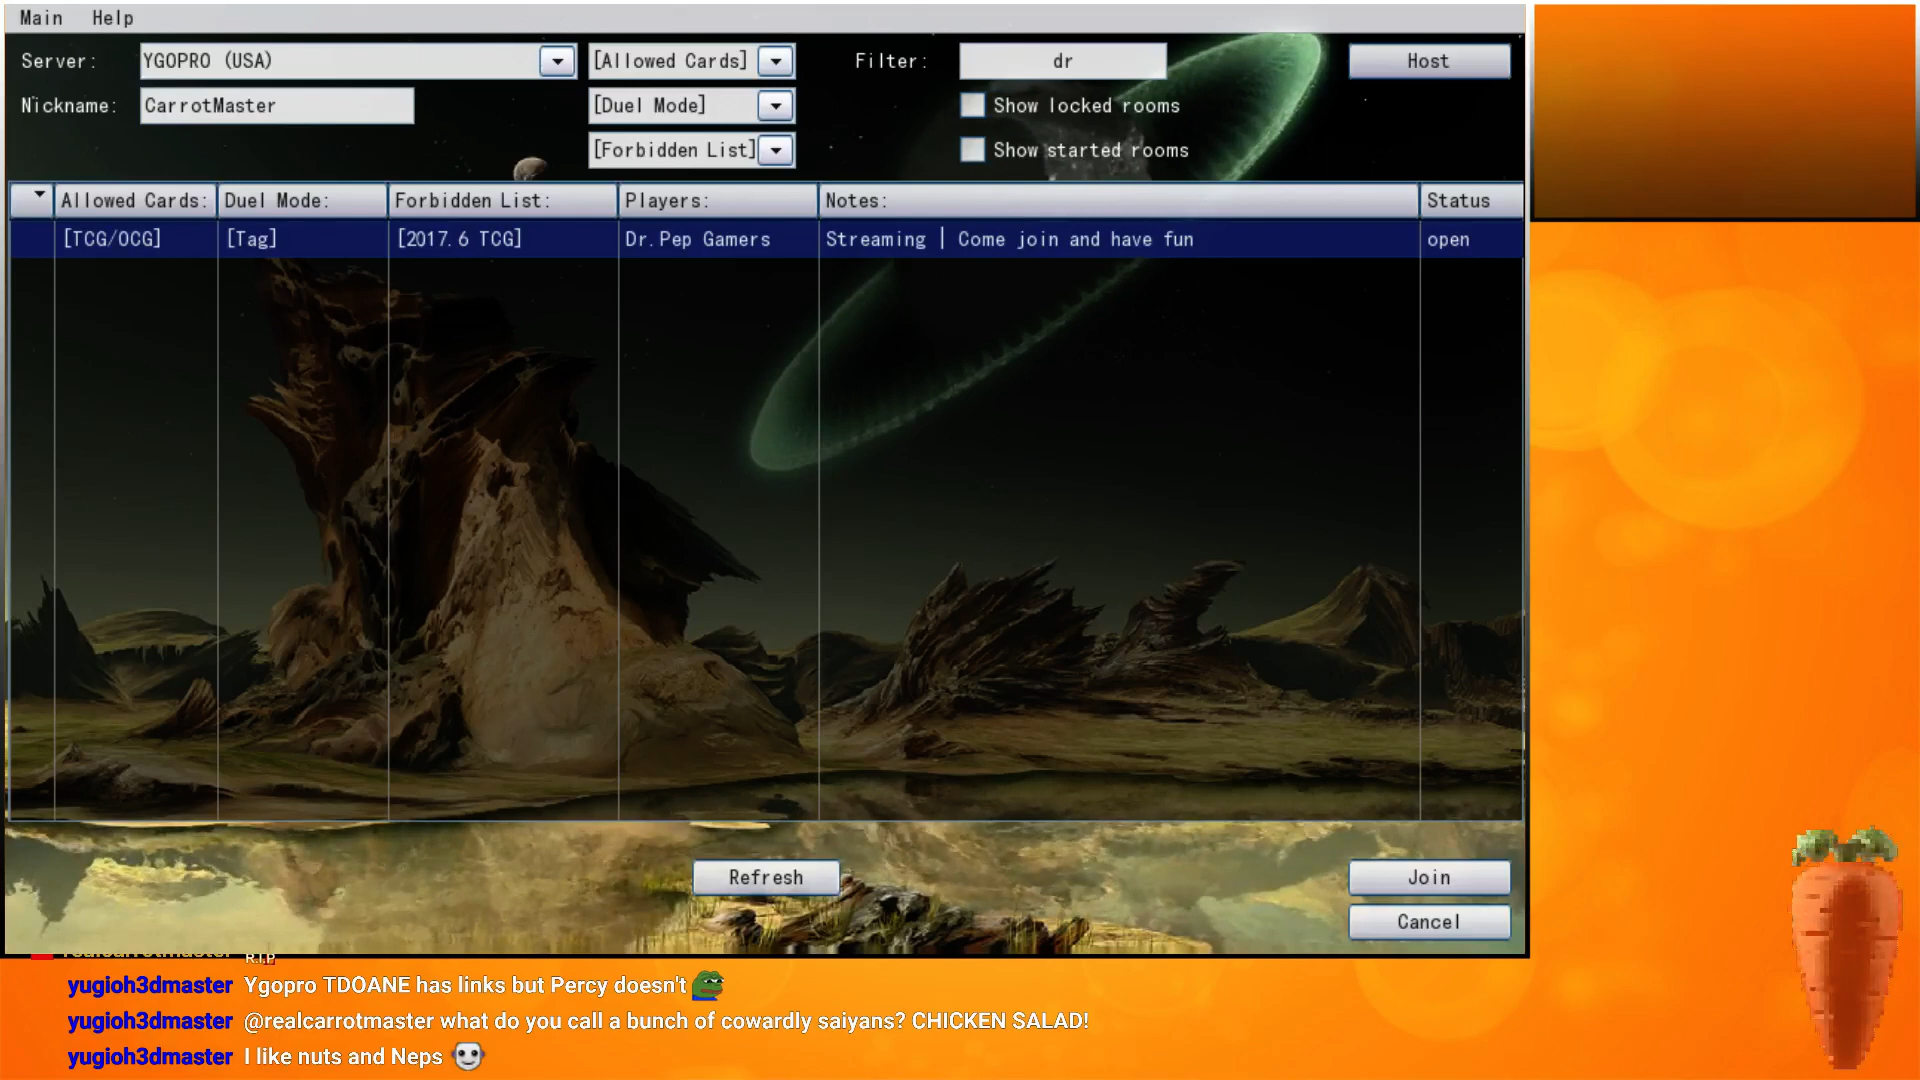 Main Help
Server: YGOPRO (USA) [Allowed Cards] Filter: dr Host
Nickname: CarrotMaster [Duel Mode] Show locked rooms
[Forbidden List] Show started rooms
Allowed Cards: Duel Mode: Forbidden List: Players: Notes: Status
[TCG/OCG] [Tag] [2017.6 TCG] Dr.Pep Gamers Streaming | Come join and have fun open
Refresh Join
Cancel
realcarrotmaster R.I.P
yugioh3dmaster Ygopro TDOANE has links but Percy doesn't
yugioh3dmaster @realcarrotmaster what do you call a bunch of cowardly saiyans? CHICKEN SALAD!
yugioh3dmaster I like nuts and Neps